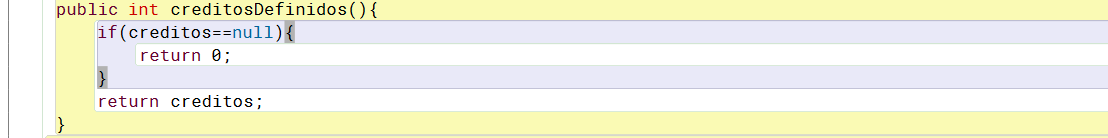 public int creditosDefinidos(){
if(creditos==null){
return 0;
}
return creditos;
}